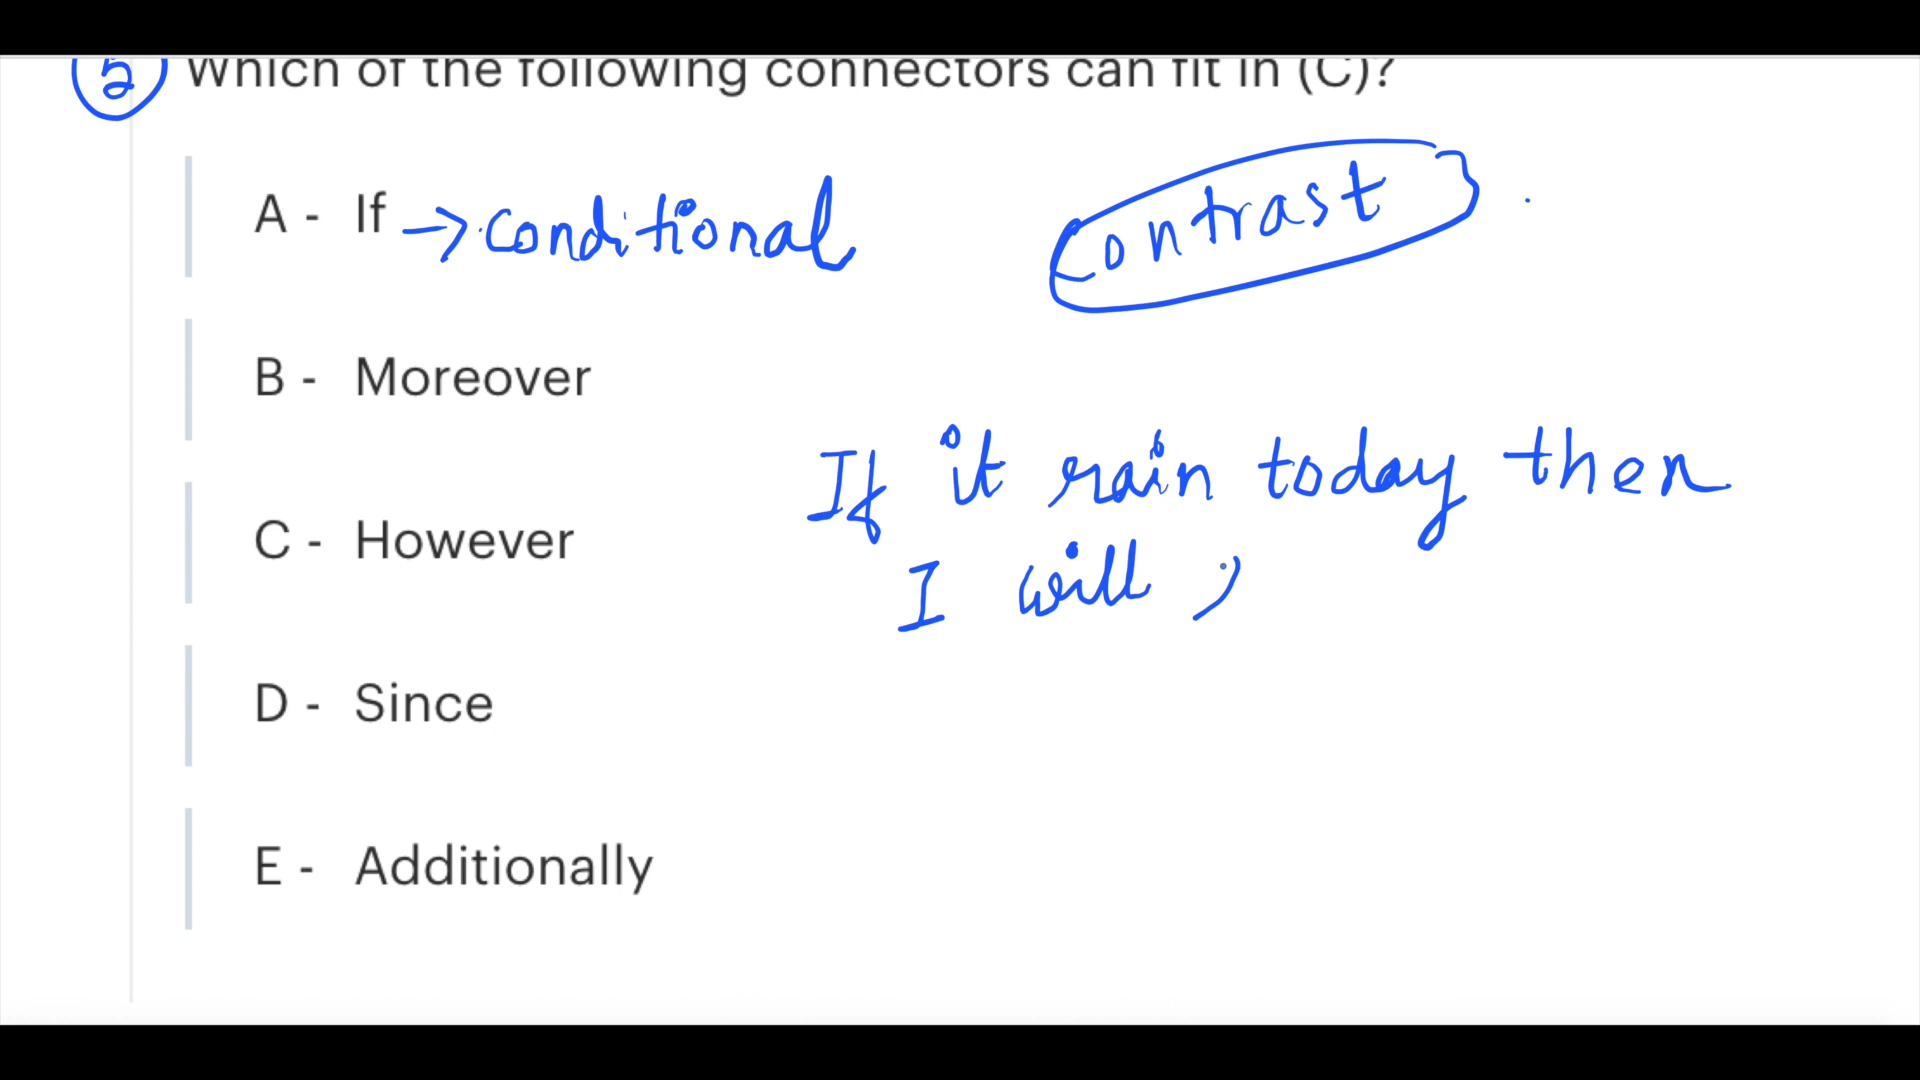 5 Which of the following connectors can fit in (C)?
A - If → conditional
contrast
B - Moreover
If it rain today then
C - However
I will
D - Since
E - Additionally